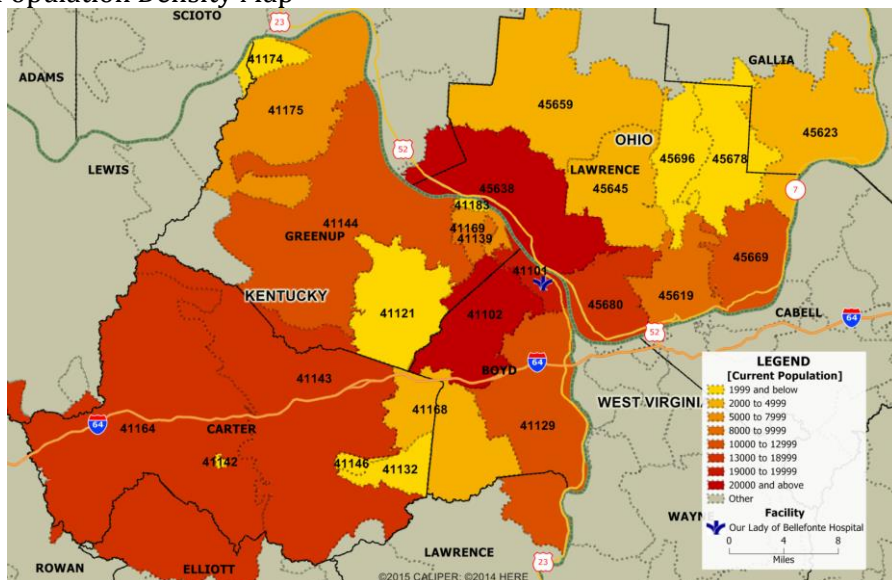 opulation Density Map
SCIOTO
23
41174
ADAMS
GALLIA
41175
45659
OHIO
45623
52
LEWIS
45696
45678
LAWRENCE
45638
45645
7
41183
41144
41169
GREENUP
41139
45669
41101
KENTUCKY
45680
45619
41121
41102
CABELL
64
52
BOYD
64
LEGEND
[Current Population]
1999 and below
2000 to 4999
5000 to 7999
8000 to 9999
10000 to 12999
13000 to 18999
19000 to 19999
20000 and above
Other
Facility
Our Lady of Bellefonte Hospital
0 4 8
Miles
41143
WEST VIRGINIA
41168
64
41164
CARTER
41129
41142
41146
41132
WAYNE
LAWRENCE
23
ROWAN
ELLIOTT
©2015 CALIPER; ©2014 HERE